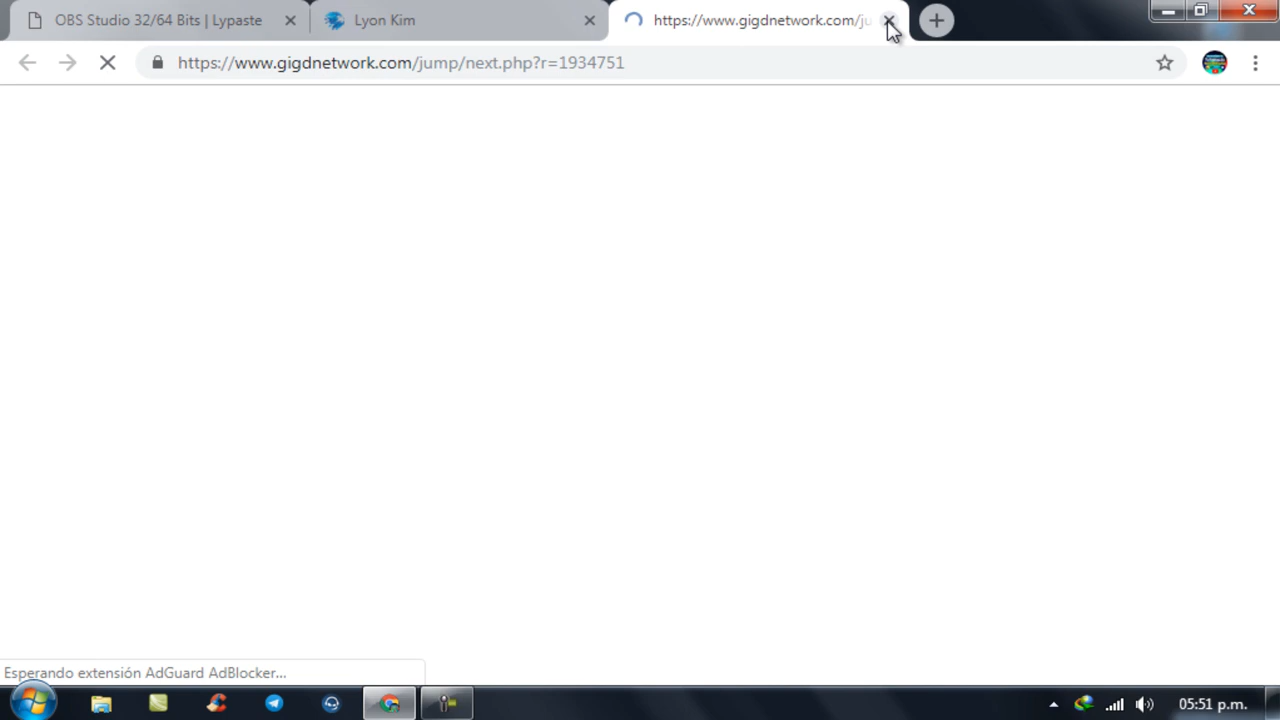 OBS Studio 32/64 Bits | Lypaste
Lyon Kim
https://www.gigdnetwork.com/ju
https://www.gigdnetwork.com/jump/next.php?r=1934751
Esperando extensión AdGuard AdBlocker...
05:51 p.m.